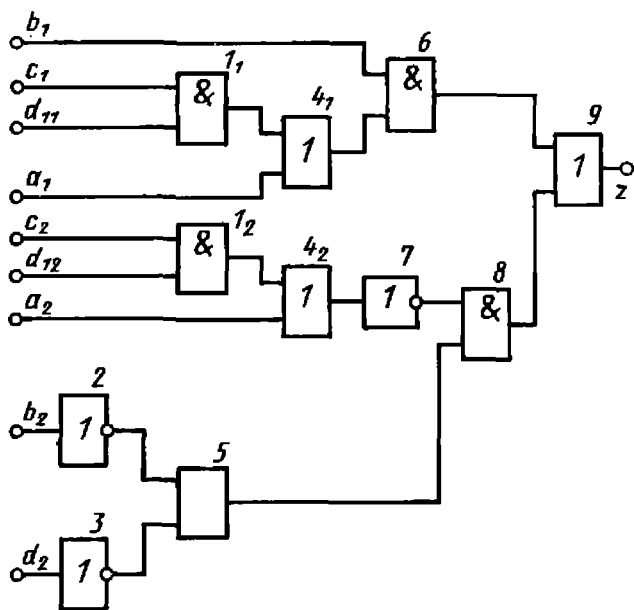 b₁
6
c₁
1₁
&
&
d₁₁
4₁
9
1
1
a₁
z
c₂
1₂
&
4₂
7
d₁₂
8
1
1
&
a₂
2
b₂
1
5
3
d₂
1